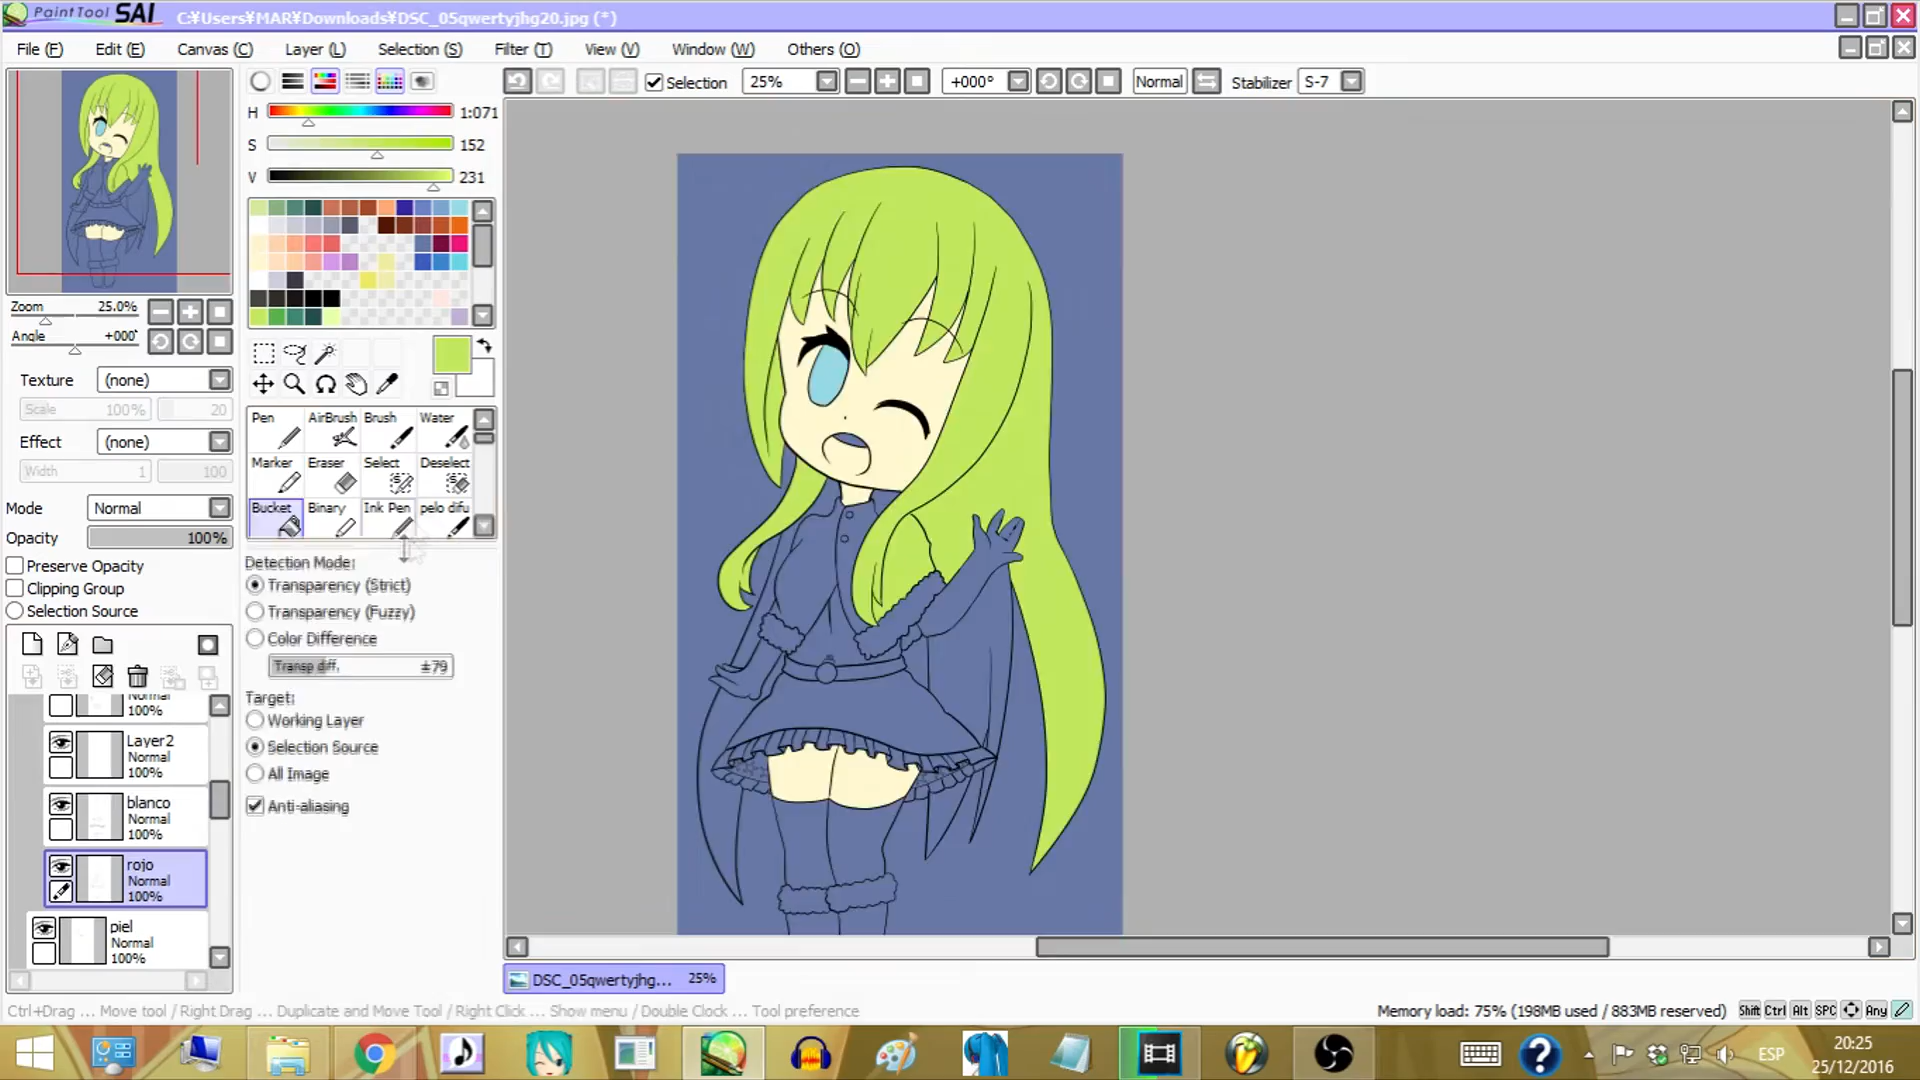 PaintTool SAI C:¥Users¥MAR¥Downloads¥DSC_05qwertyjhg20.jpg (*)
File (F) Edit (E) Canvas (C) Layer (L) Selection (S) Filter (T) View (V) Window (W) Others (O)
Selection 25% +000° Normal Stabilizer S-7
H 1:071
S 152
V 231
Zoom 25.0%
Angle +000°
Texture (none)
Scale 100% 20
Effect (none)
Width 1 100
Mode Normal
Opacity 100%
Preserve Opacity
Clipping Group
Selection Source
Normal
100%
Layer2
Normal
100%
blanco
Normal
100%
rojo
Normal
100%
piel
Normal
100%
Pen AirBrush Brush Water
Marker Eraser Select Deselect
Bucket Binary Ink Pen pelo difu
Detection Mode:
Transparency (Strict)
Transparency (Fuzzy)
Color Difference
Transp diff. ±79
Target:
Working Layer
Selection Source
All Image
Anti-aliasing
DSC_05qwertyjhg... 25%
Ctrl+Drag ... Move tool / Right Drag ... Duplicate and Move Tool / Right Click ... Show menu / Double Clock ... Tool preference
Memory load: 75% (198MB used / 883MB reserved) Shift Ctrl Alt SPC Any
ESP
20:25
25/12/2016